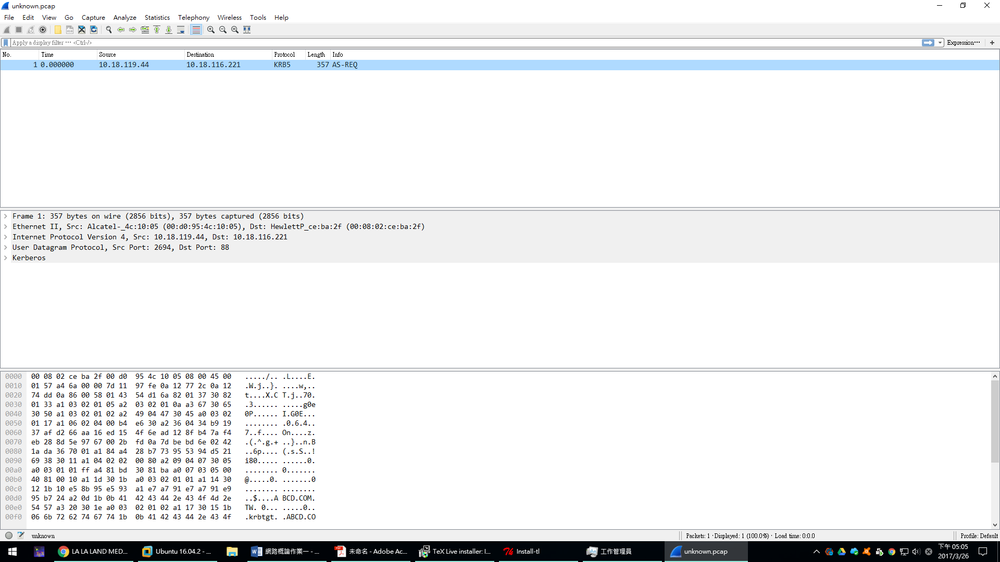 unknown.pcap
File Edit View Go Capture Analyze Statistics Telephony Wireless Tools Help
Apply a display filter ··· <Ctrl-/> Expression··· +
No. Time Source Destination Protocol Length Info
1 0.000000 10.18.119.44 10.18.116.221 KRB5 357 AS-REQ
Frame 1: 357 bytes on wire (2856 bits), 357 bytes captured (2856 bits)
Ethernet II, Src: Alcatel-_4c:10:05 (00:d0:95:4c:10:05), Dst: HewlettP_ce:ba:2f (00:08:02:ce:ba:2f)
Internet Protocol Version 4, Src: 10.18.119.44, Dst: 10.18.116.221
User Datagram Protocol, Src Port: 2694, Dst Port: 88
Kerberos
0000 00 08 02 ce ba 2f 00 d0 95 4c 10 05 08 00 45 00 ...../.. .L....E.
0010 01 57 a4 6a 00 00 7d 11 97 fe 0a 12 77 2c 0a 12 .W.j..}. ....w,..
0020 74 dd 0a 86 00 58 01 43 54 d1 6a 82 01 37 30 82 t....X.C T.j..70.
0030 01 33 a1 03 02 01 05 a2 03 02 01 0a a3 67 30 65 .3...... .....g0e
0040 30 50 a1 03 02 01 02 a2 49 04 47 30 45 a0 03 02 0P...... I.G0E...
0050 01 17 a1 06 02 04 00 b4 e6 30 a2 36 04 34 b9 19 ........ .0.6.4..
0060 37 af d2 66 aa 16 ed 15 4f 6e ad 12 8f b4 7a f4 7..f.... On....z.
0070 eb 28 8d 5e 97 67 00 2b fd 0a 7d be bd 6e 02 42 .(.^.g.+ ..}..n.B
0080 1a da 36 70 01 a1 84 a4 28 b7 73 95 53 94 d5 21 ..6p.... (.s.S..!
0090 69 38 30 11 a1 04 02 02 00 80 a2 09 04 07 30 05 i80..... ......0.
00a0 a0 03 01 01 ff a4 81 bd 30 81 ba a0 07 03 05 00 ........ 0.......
00b0 40 81 00 10 a1 1d 30 1b a0 03 02 01 01 a1 14 30 @.....0. .......0
00c0 12 1b 10 e5 8b 95 e5 93 a1 e7 a7 91 e7 a7 91 e9 ........ ........
00d0 95 b7 24 a2 0d 1b 0b 41 42 43 44 2e 43 4f 4d 2e ..$....A BCD.COM.
00e0 54 57 a3 20 30 1e a0 03 02 01 02 a1 17 30 15 1b TW. 0... .....0..
00f0 06 6b 72 62 74 67 74 1b 0b 41 42 43 44 2e 43 4f .krbtgt. .ABCD.CO
unknown Packets: 1 · Displayed: 1 (100.0%) · Load time: 0:0.0 Profile: Default
LA LA LAND MED... Ubuntu 16.04.2 - ... 網路概論作業一 - ... 未命名 - Adobe Ac... TeX Live installer: I... Install-tl 工作管理員 unknown.pcap 下午 05:05
2017/3/26